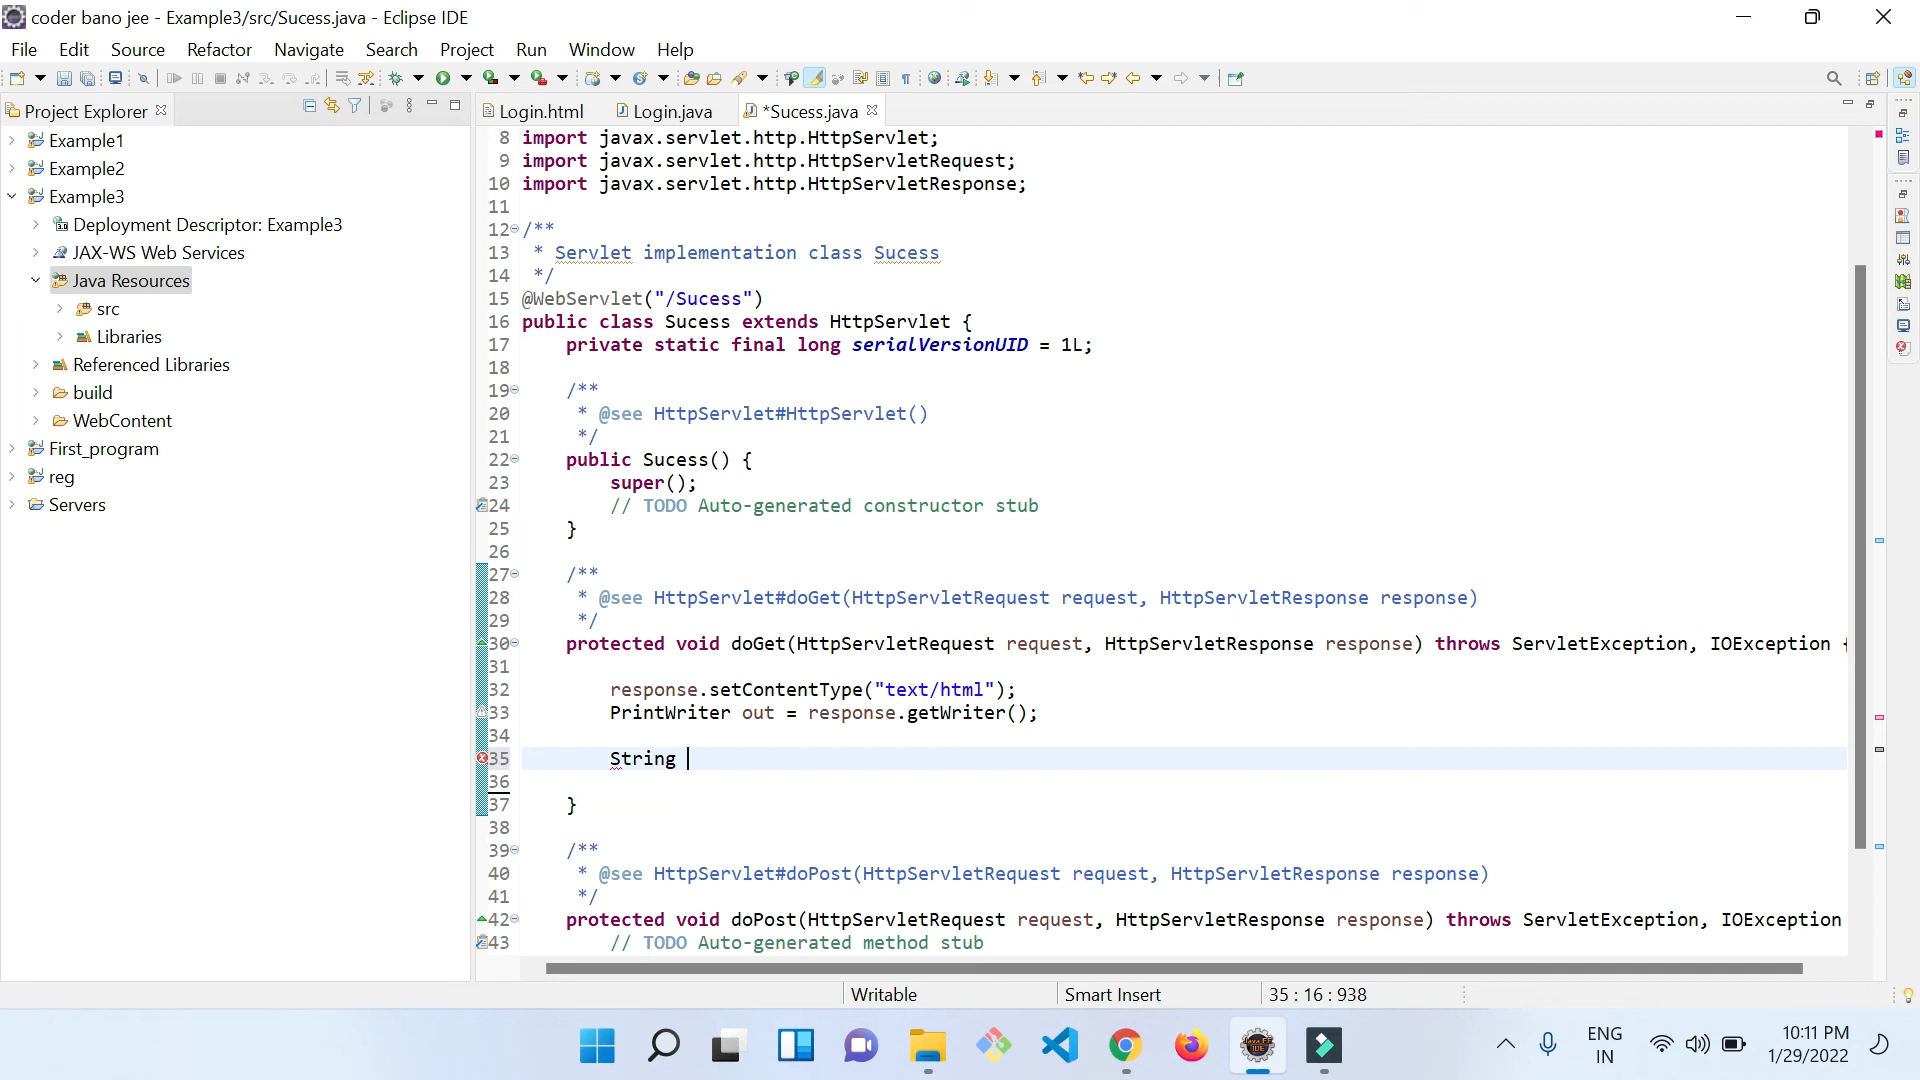 coder bano jee - Example3/src/Sucess.java - Eclipse IDE
File Edit Source Refactor Navigate Search Project Run Window Help
Project Explorer
Example1
Example2
Example3
Deployment Descriptor: Example3
JAX-WS Web Services
Java Resources
src
Libraries
Referenced Libraries
build
WebContent
First_program
reg
Servers
Login.html Login.java *Sucess.java
8 import javax.servlet.http.HttpServlet;
9 import javax.servlet.http.HttpServletRequest;
10 import javax.servlet.http.HttpServletResponse;
11
12 /**
13 * Servlet implementation class Sucess
14 */
15 @WebServlet("/Sucess")
16 public class Sucess extends HttpServlet {
17 private static final long serialVersionUID = 1L;
18
19 /**
20 * @see HttpServlet#HttpServlet()
21 */
22 public Sucess() {
23 super();
24 // TODO Auto-generated constructor stub
25 }
26
27 /**
28 * @see HttpServlet#doGet(HttpServletRequest request, HttpServletResponse response)
29 */
30 protected void doGet(HttpServletRequest request, HttpServletResponse response) throws ServletException, IOException {
31
32 response.setContentType("text/html");
33 PrintWriter out = response.getWriter();
34
35 String
36
37 }
38
39 /**
40 * @see HttpServlet#doPost(HttpServletRequest request, HttpServletResponse response)
41 */
42 protected void doPost(HttpServletRequest request, HttpServletResponse response) throws ServletException, IOException
43 // TODO Auto-generated method stub
Writable Smart Insert 35 : 16 : 938
ENG
IN
10:11 PM
1/29/2022